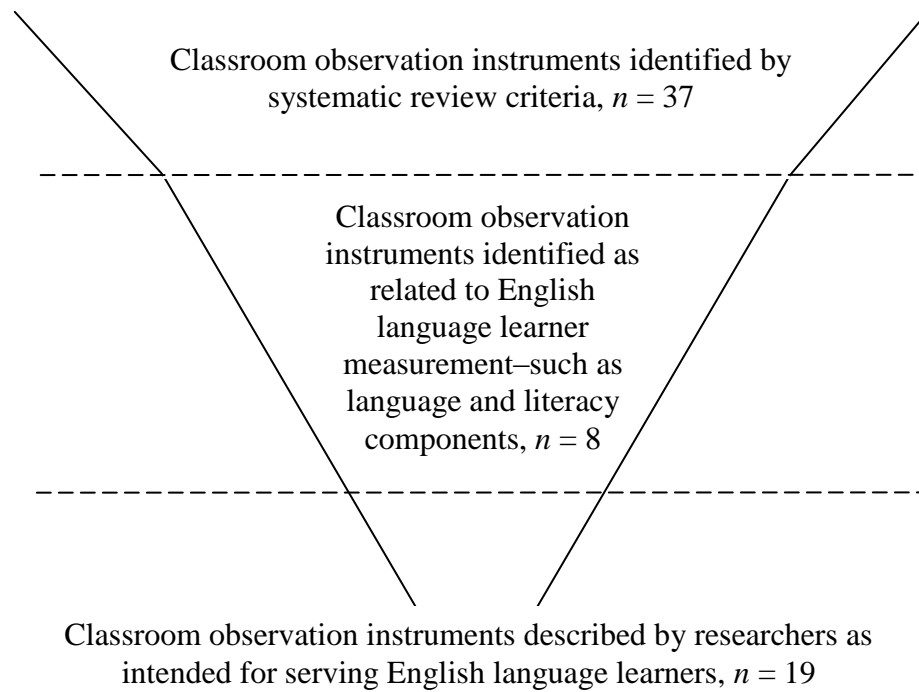 Classroom observation instruments identified by
systematic review criteria, n = 37
Classroom observation
instruments identified as
related to English
language learner
measurement–such as
language and literacy
components, n = 8
Classroom observation instruments described by researchers as
intended for serving English language learners, n = 19